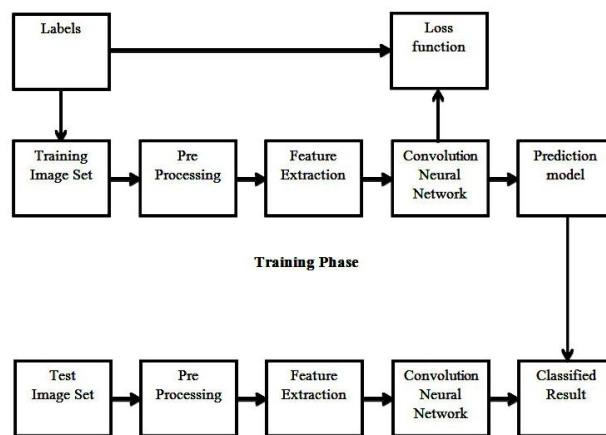 Labels
Loss
function
Training
Image Set
Pre
Processing
Feature
Extraction
Convolution
Neural
Network
Prediction
model
Training Phase
Test
Image Set
Pre
Processing
Feature
Extraction
Convolution
Neural
Network
Classified
Result